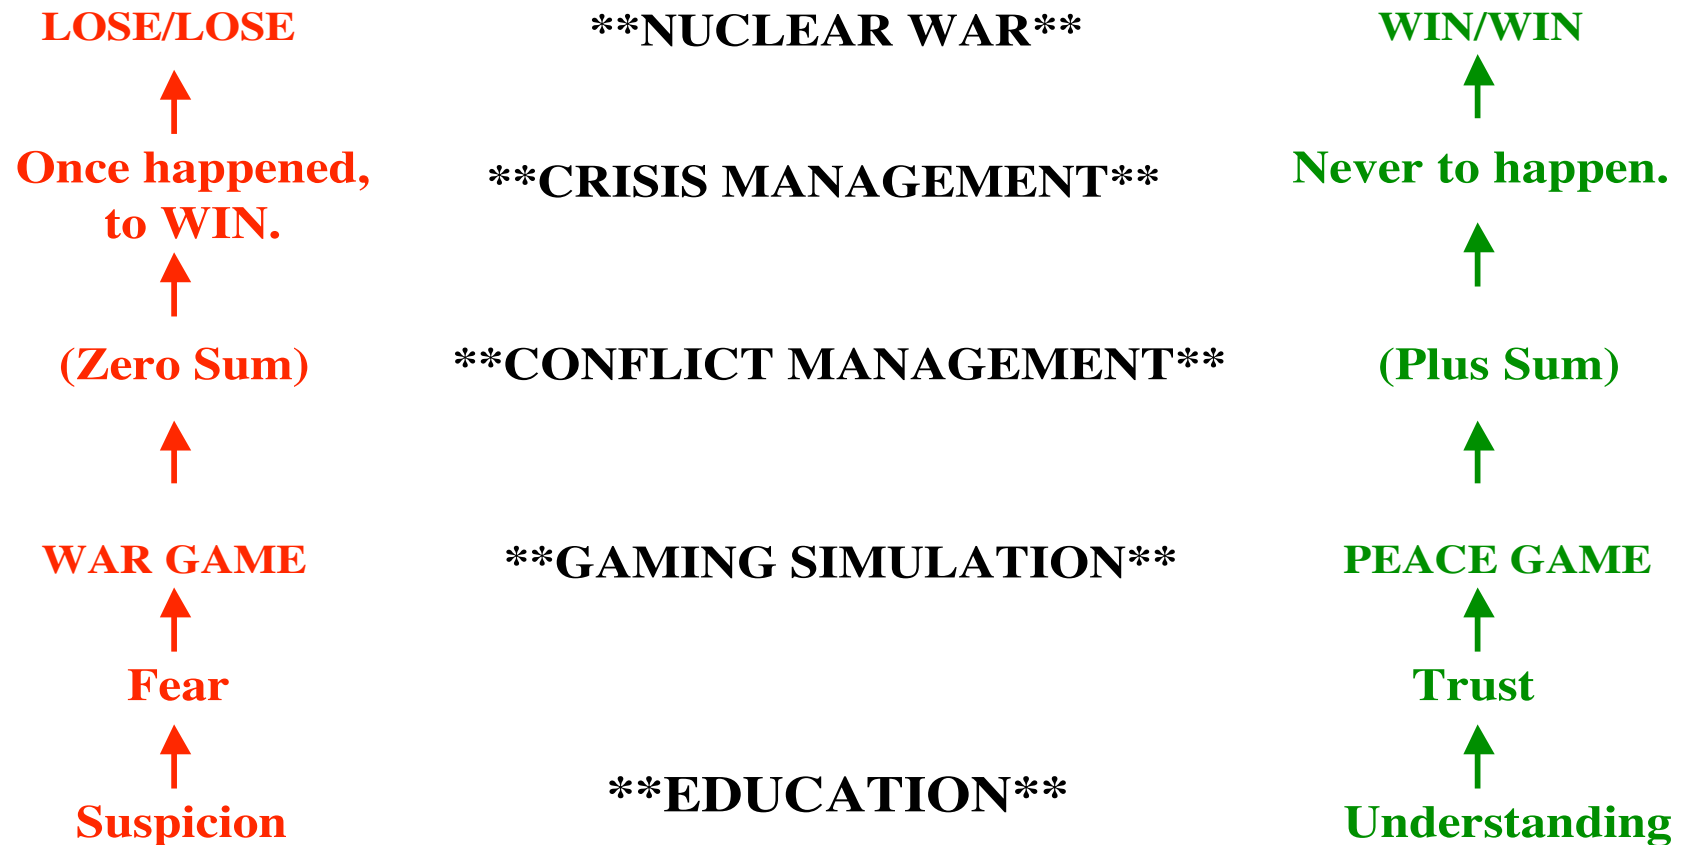 LOSE/LOSE **NUCLEAR WAR** WIN/WIN
Once happened, **CRISIS MANAGEMENT** Never to happen.
to WIN.
(Zero Sum) **CONFLICT MANAGEMENT** (Plus Sum)
WAR GAME **GAMING SIMULATION** PEACE GAME
Fear Trust
**EDUCATION**
Suspicion Understanding